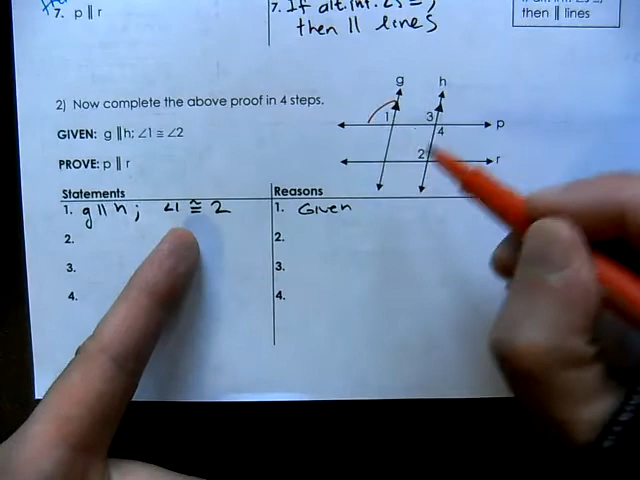 7. p || r
7. If alt. int. ∠s ≅,
then || lines
then || lines
2) Now complete the above proof in 4 steps.
GIVEN: g || h; ∠1 ≅ ∠2
PROVE: p || r
g h
1 3 p
4
2 r
Statements Reasons
1. g || h ; ∠1 ≅ 2 1. Given
2. 2.
3. 3.
4. 4.